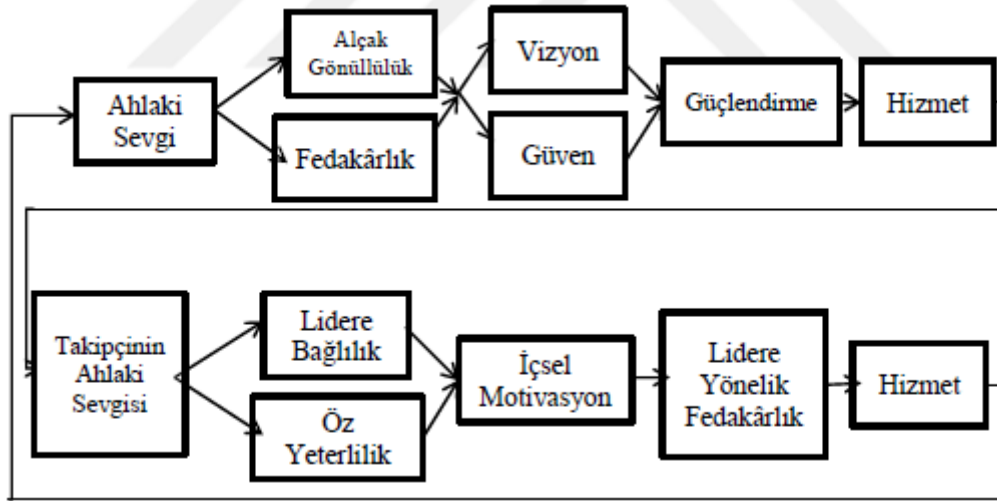 Ahlaki
Sevgi
Alçak
Gönüllülük
Fedakârlık
Vizyon
Güven
Güçlendirme
Hizmet
Takipçinin
Ahlaki
Sevgisi
Lidere
Bağlılık
Öz
Yeterlilik
İçsel
Motivasyon
Lidere
Yönelik
Fedakârlık
Hizmet